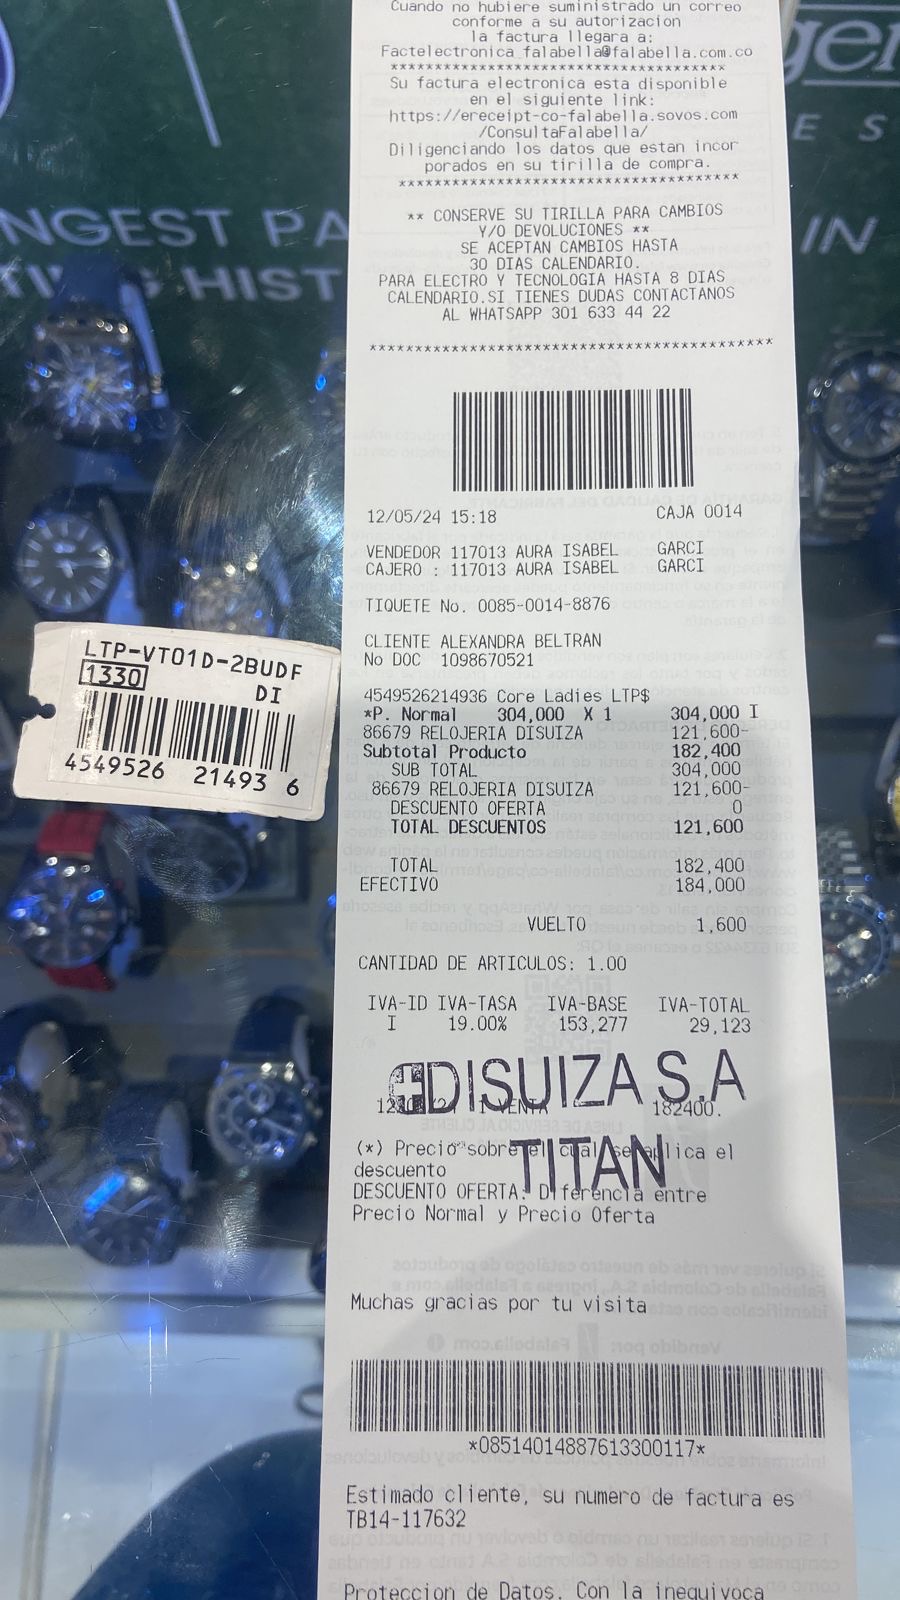 Cuando no hubiere suministrado un correo
conforme a su autorizacion
la factura llegara a:
Factelectronica_falabella@falabella.com.co
***************************************
Su factura electronica esta disponible
en el siguiente link:
https://ereceipt-co-falabella.sovos.com
/ConsultaFalabella/
Diligenciando los datos que estan incor
porados en su tirilla de compra.
***************************************
** CONSERVE SU TIRILLA PARA CAMBIOS
Y/O DEVOLUCIONES **
SE ACEPTAN CAMBIOS HASTA
30 DIAS CALENDARIO.
PARA ELECTRO Y TECNOLOGIA HASTA 8 DIAS
CALENDARIO.SI TIENES DUDAS CONTACTANOS
AL WHATSAPP 301 633 44 22
*********************************************
12/05/24 15:18 CAJA 0014
VENDEDOR 117013 AURA ISABEL GARCI
CAJERO : 117013 AURA ISABEL GARCI
TIQUETE No. 0085-0014-8876
CLIENTE ALEXANDRA BELTRAN
No DOC 1098670521
4549526214936 Core Ladies LTP$
*P. Normal 304,000 X 1 304,000 I
86679 RELOJERIA DISUIZA 121,600-
Subtotal Producto 182,400
SUB TOTAL 304,000
86679 RELOJERIA DISUIZA 121,600-
DESCUENTO OFERTA 0
TOTAL DESCUENTOS 121,600
TOTAL 182,400
EFECTIVO 184,000
VUELTO 1,600
CANTIDAD DE ARTICULOS: 1.00
IVA-ID IVA-TASA IVA-BASE IVA-TOTAL
I 19.00% 153,277 29,123
DISUIZA S.A
182400.
TITAN
(*) Precio sobre el cual se aplica el
descuento
DESCUENTO OFERTA: Diferencia entre
Precio Normal y Precio Oferta
Muchas gracias por tu visita
*08514014887613300117*
Estimado cliente, su numero de factura es
TB14-117632
Proteccion de Datos. Con la inequivoca
LTP-VT01D-2BUDF
1330 DI
4549526 21493 6
NGEST PA IN
HIST